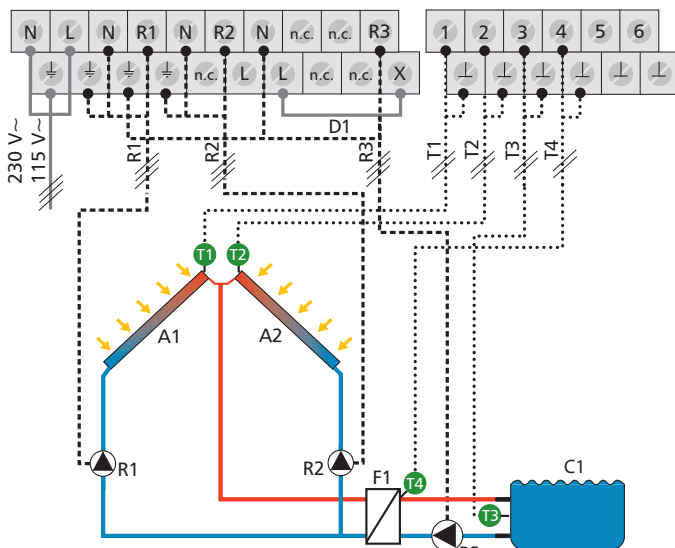 N L N R1 N R2 N n.c. n.c. R3
1 2 3 4 5 6
n.c. L L n.c. n.c. X
D1
230 V~
115 V~
R1
R2
R3
T1
T2
T3
T4
T1
T2
A1
A2
R1
R2
F1
T4
C1
T3